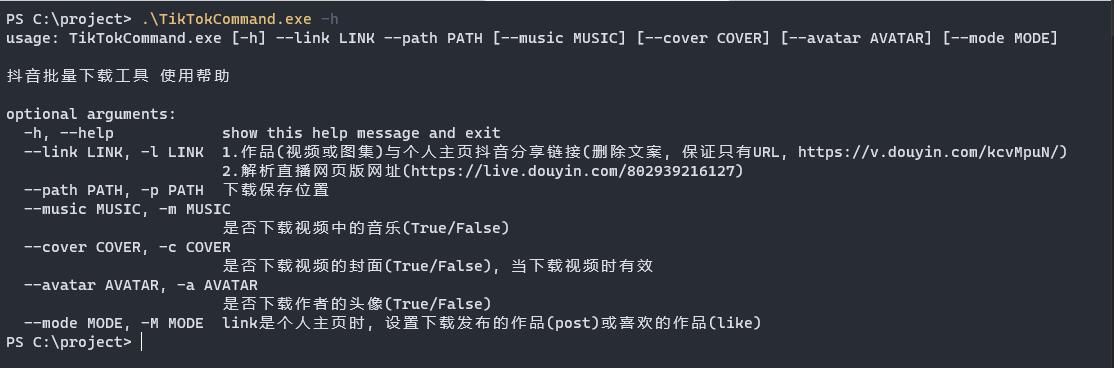 PS C:\project> .\TikTokCommand.exe -h
usage: TikTokCommand.exe [-h] --link LINK --path PATH [--music MUSIC] [--cover COVER] [--avatar AVATAR] [--mode MODE]
抖音批量下载工具 使用帮助
optional arguments:
-h, --help show this help message and exit
--link LINK, -l LINK 1.作品(视频或图集)与个人主页抖音分享链接(删除文案, 保证只有URL, https://v.douyin.com/kcvMpuN/)
2.解析直播网页版网址(https://live.douyin.com/802939216127)
--path PATH, -p PATH 下载保存位置
--music MUSIC, -m MUSIC
是否下载视频中的音乐(True/False)
--cover COVER, -c COVER
是否下载视频的封面(True/False), 当下载视频时有效
--avatar AVATAR, -a AVATAR
是否下载作者的头像(True/False)
--mode MODE, -M MODE link是个人主页时, 设置下载发布的作品(post)或喜欢的作品(like)
PS C:\project>